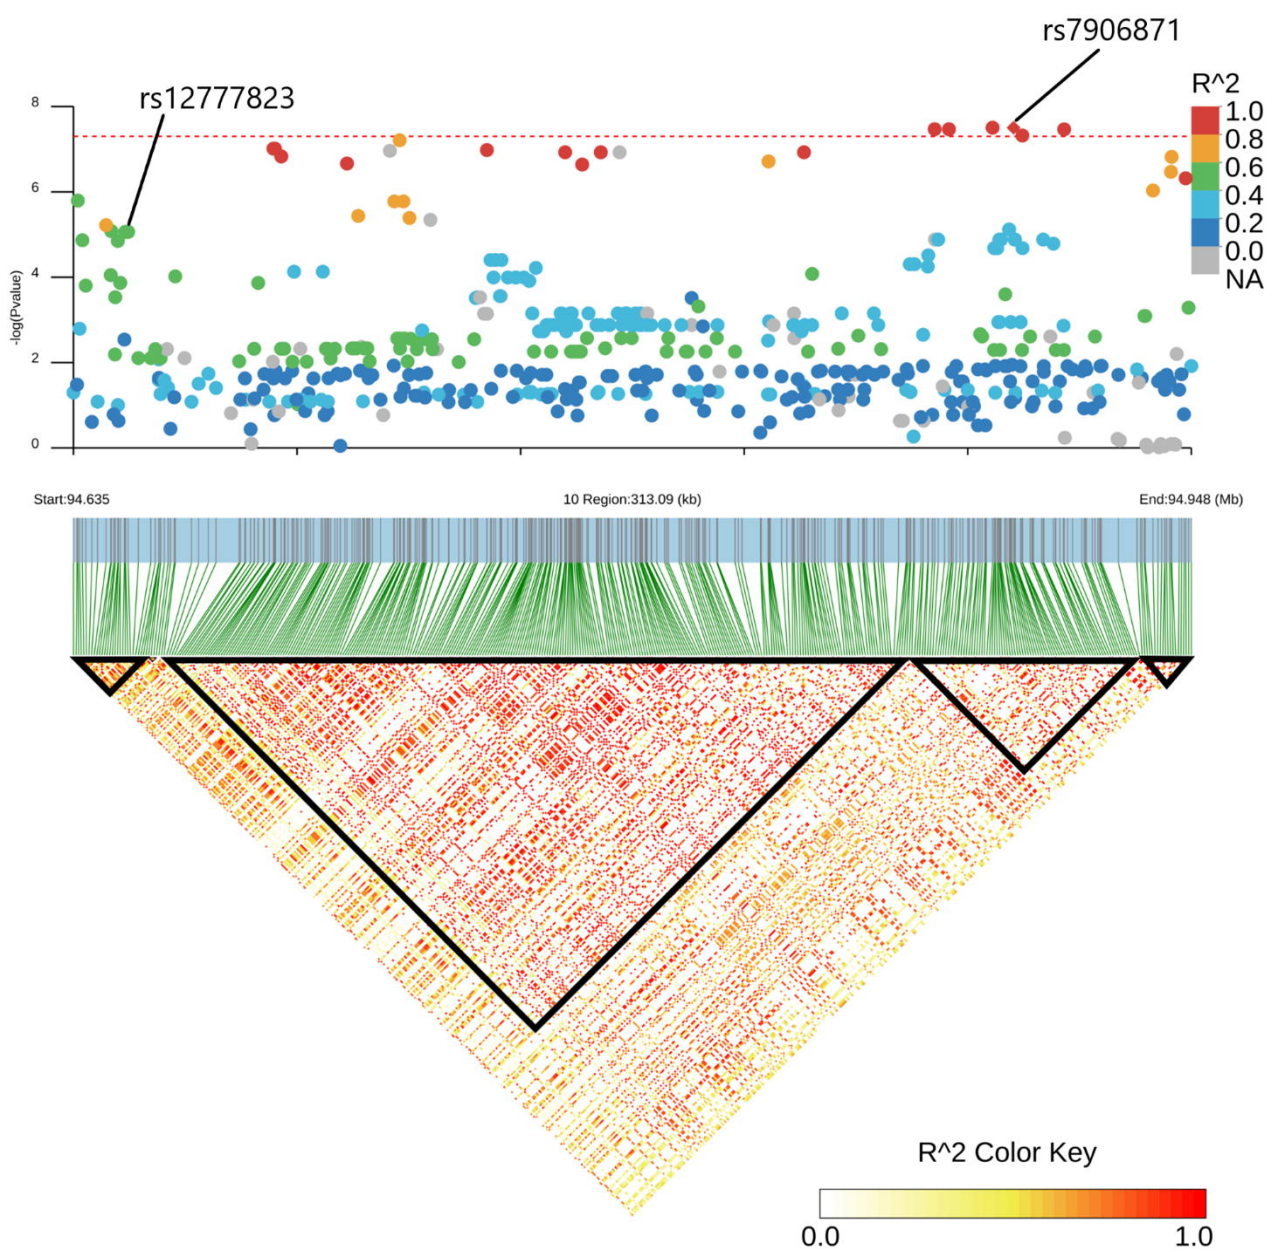 rs7906871
rs12777823
R^2
1.0
0.8
0.6
0.4
0.2
0.0
NA
8
6
4
2
0
-log(Pvalue)
Start:94.635
10 Region:313.09 (kb)
End:94.948 (Mb)
R^2 Color Key
0.0
1.0